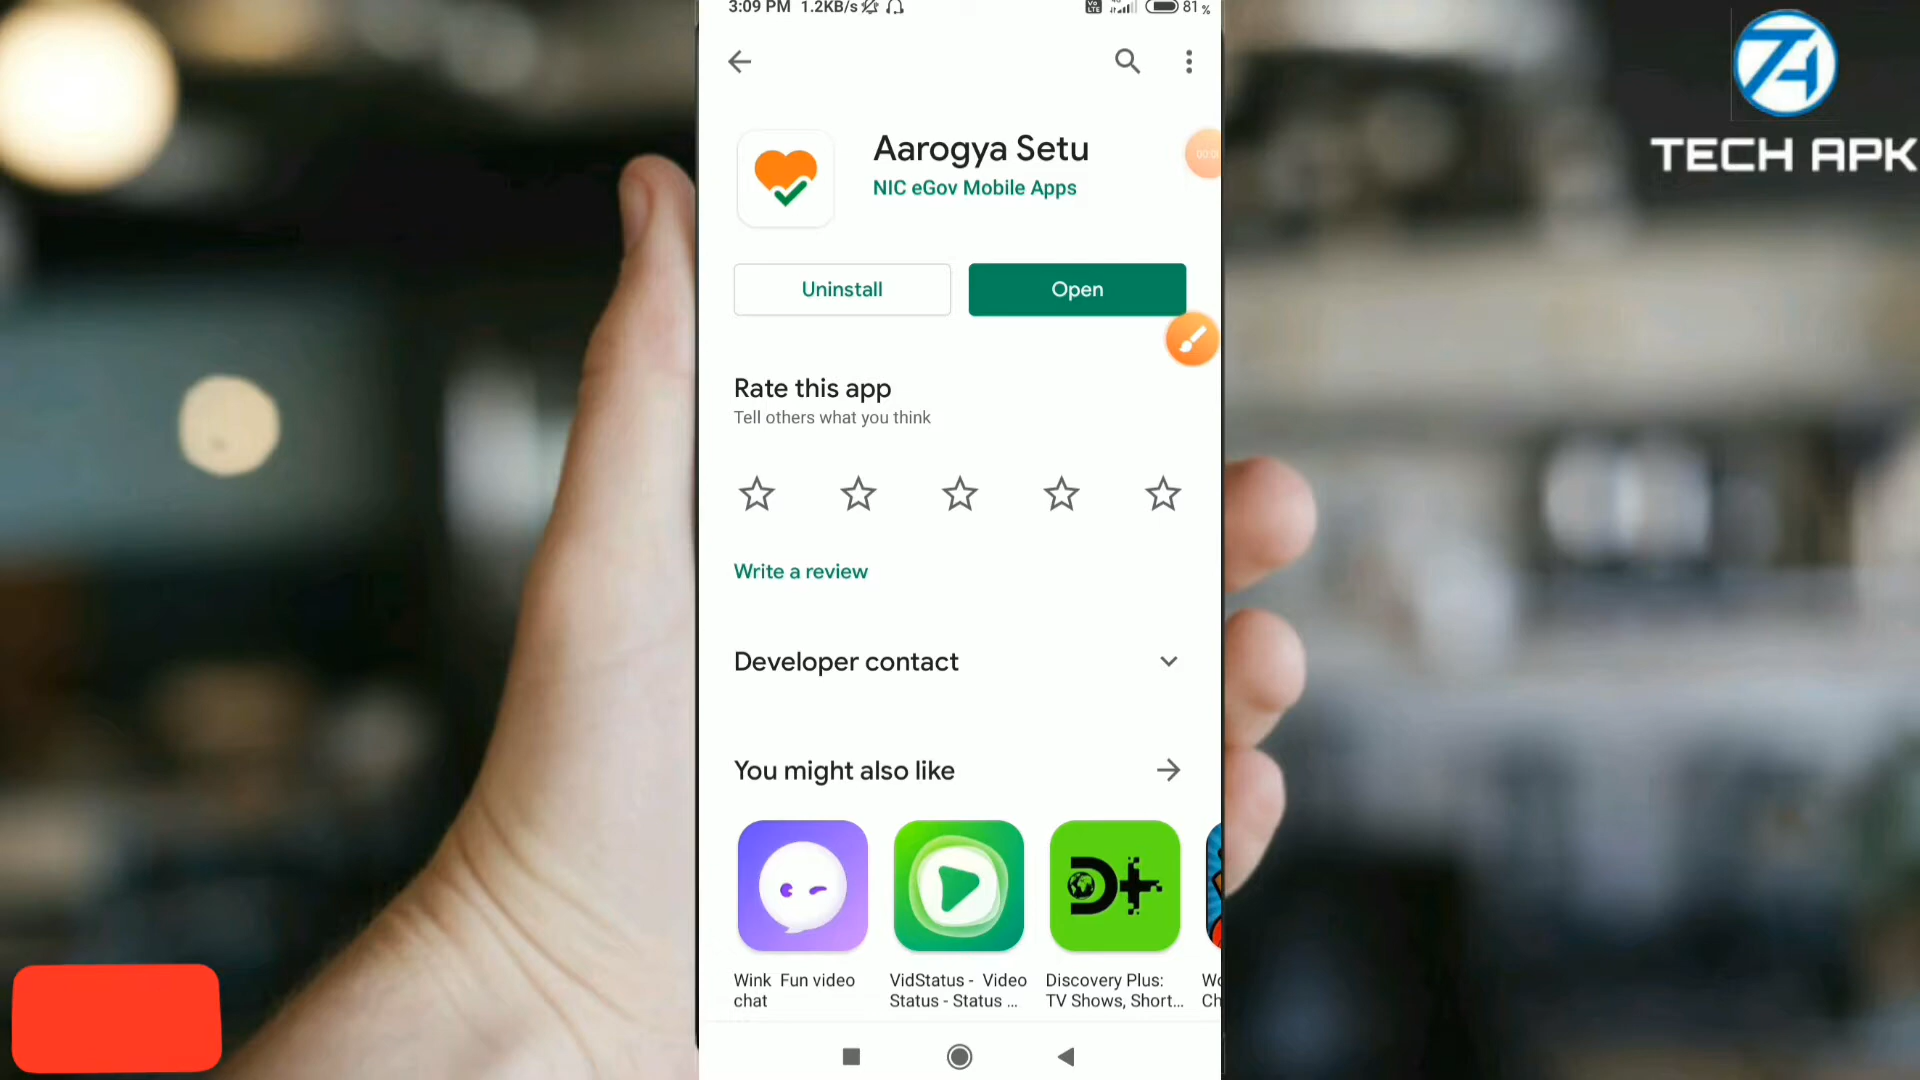 3:09 PM 1.2KB/s
81%
TECH APK
Aarogya Setu
NIC eGov Mobile Apps
Uninstall
Open
Rate this app
Tell others what you think
Write a review
Developer contact
You might also like
Wink Fun video
chat
VidStatus - Video
Status - Status ...
Discovery Plus:
TV Shows, Short...